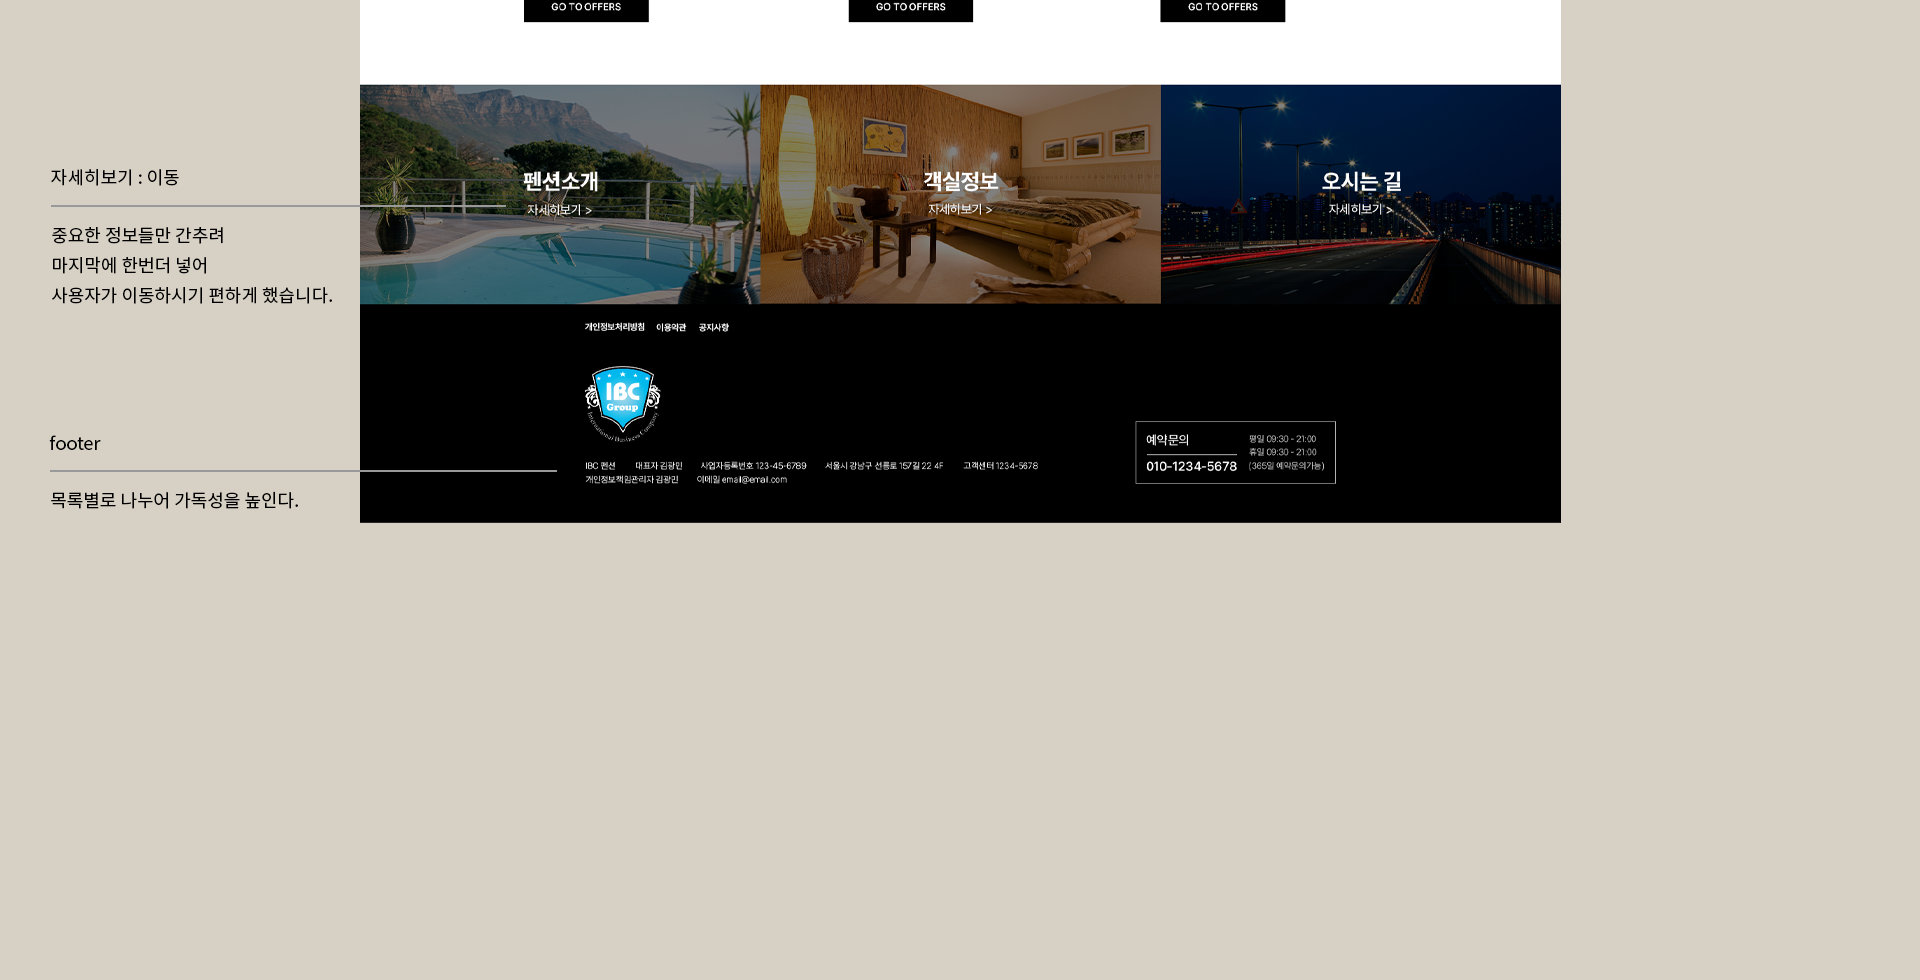 GO TO OFFERS
GO TO OFFERS
GO TO OFFERS
자세히보기 : 이동
중요한 정보들만 간추려
마지막에 한번더 넣어
사용자가 이동하시기 편하게 했습니다.
펜션소개
자세히보기 >
객실정보
자세히보기 >
오시는 길
자세히보기 >
footer
목록별로 나누어 가독성을 높인다.
개인정보처리방침 이용약관 공지사항
IBC
Group
International Business Company
IBC 펜션 대표자 김광민 사업자등록번호 123-45-6789 서울시 강남구 선릉로 157길 22 4F 고객센터 1234-5678
개인정보책임관리자 김광민 이메일 email@email.com
예약문의
010-1234-5678
평일 09:30 - 21:00
휴일 09:30 - 21:00
(365일 예약문의가능)